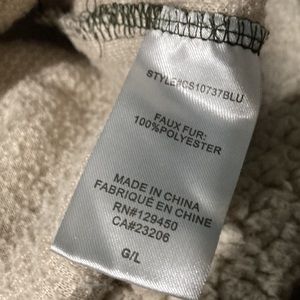 STYLE#CS10737BLU
FAUX FUR:
100%POLYESTER
MADE IN CHINA
FABRIQUÉ EN CHINE
RN#129450
CA#23206
G/L